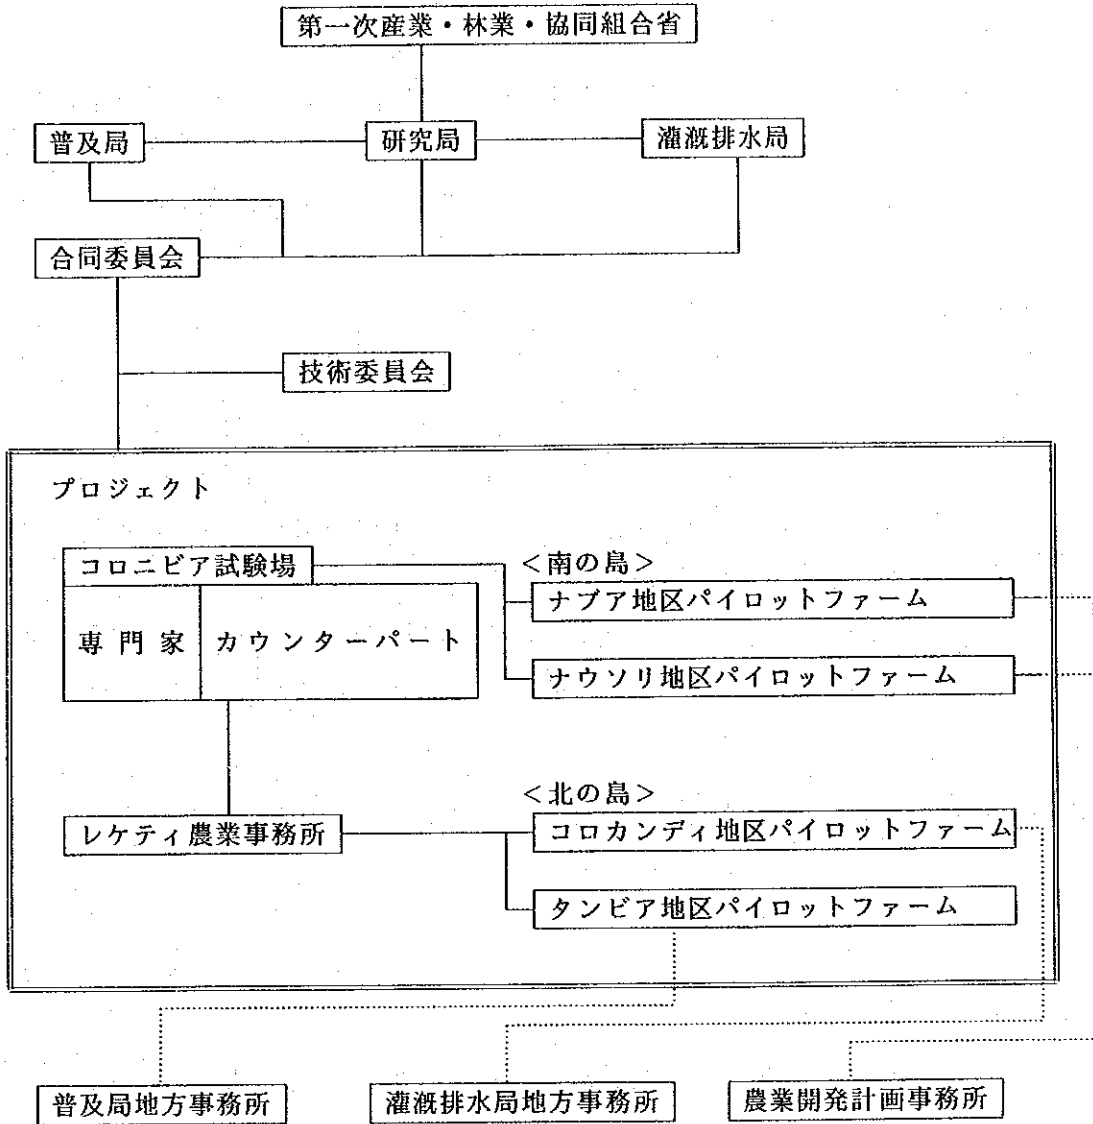 第一次産業・林業・協同組合省
普及局
研究局
灌漑排水局
合同委員会
技術委員会
プロジェクト
コロニビア試験場
専門家
カウンターパート
<南の島>
ナブア地区パイロットファーム
ナウソリ地区パイロットファーム
レケティ農業事務所
<北の島>
コロカンディ地区パイロットファーム
タンビア地区パイロットファーム
普及局地方事務所
灌漑排水局地方事務所
農業開発計画事務所